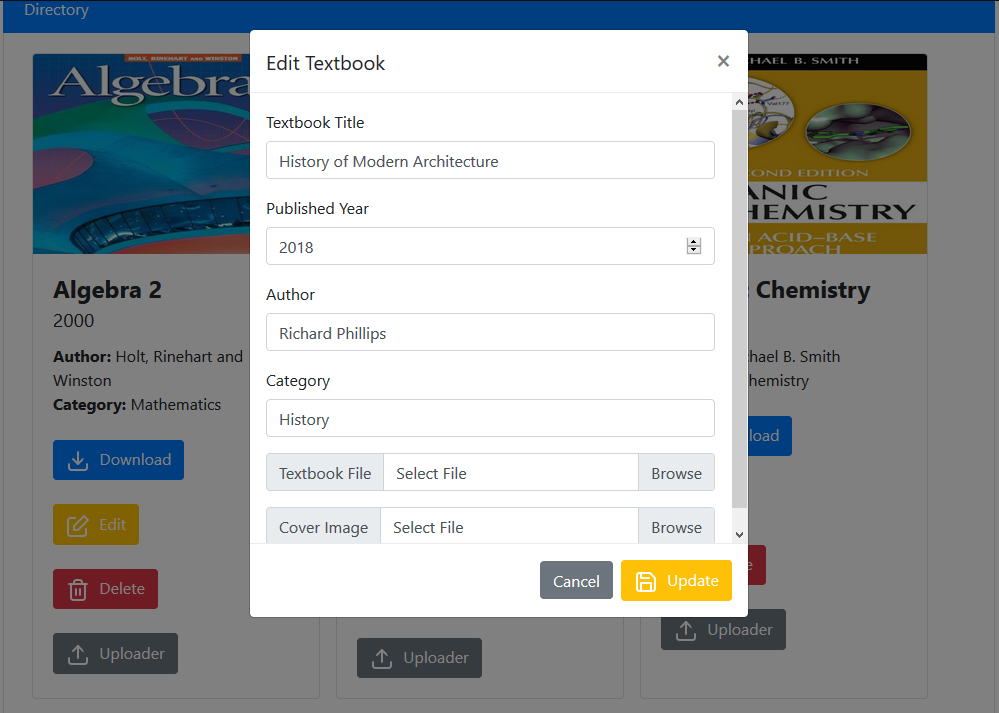 Directory
Edit Textbook
×
Textbook Title
History of Modern Architecture
Published Year
2018
Author
Richard Phillips
Category
History
Textbook File Select File Browse
Cover Image Select File Browse
Cancel Update
HOLT, RINEHART AND WINSTON
Algebra
Algebra 2
2000
Author: Holt, Rinehart and
Winston
Category: Mathematics
Download
Edit
Delete
Uploader
Uploader
HAEL B. SMITH
OND EDITION
ANIC
HEMISTRY
ACID–BASE
PROACH
Chemistry
hael B. Smith
hemistry
load
e
Uploader